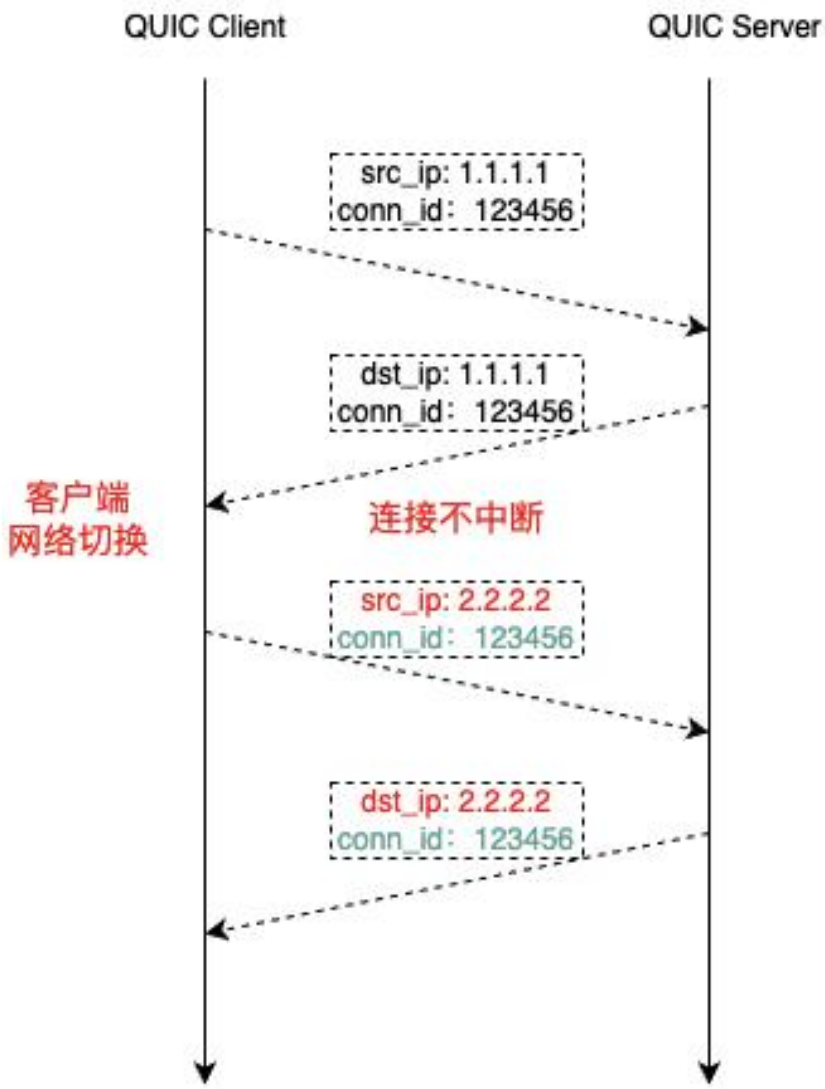 QUIC Client
QUIC Server
src_ip: 1.1.1.1
conn_id：123456
dst_ip: 1.1.1.1
conn_id：123456
客户端
网络切换
连接不中断
src_ip: 2.2.2.2
conn_id：123456
dst_ip: 2.2.2.2
conn_id：123456